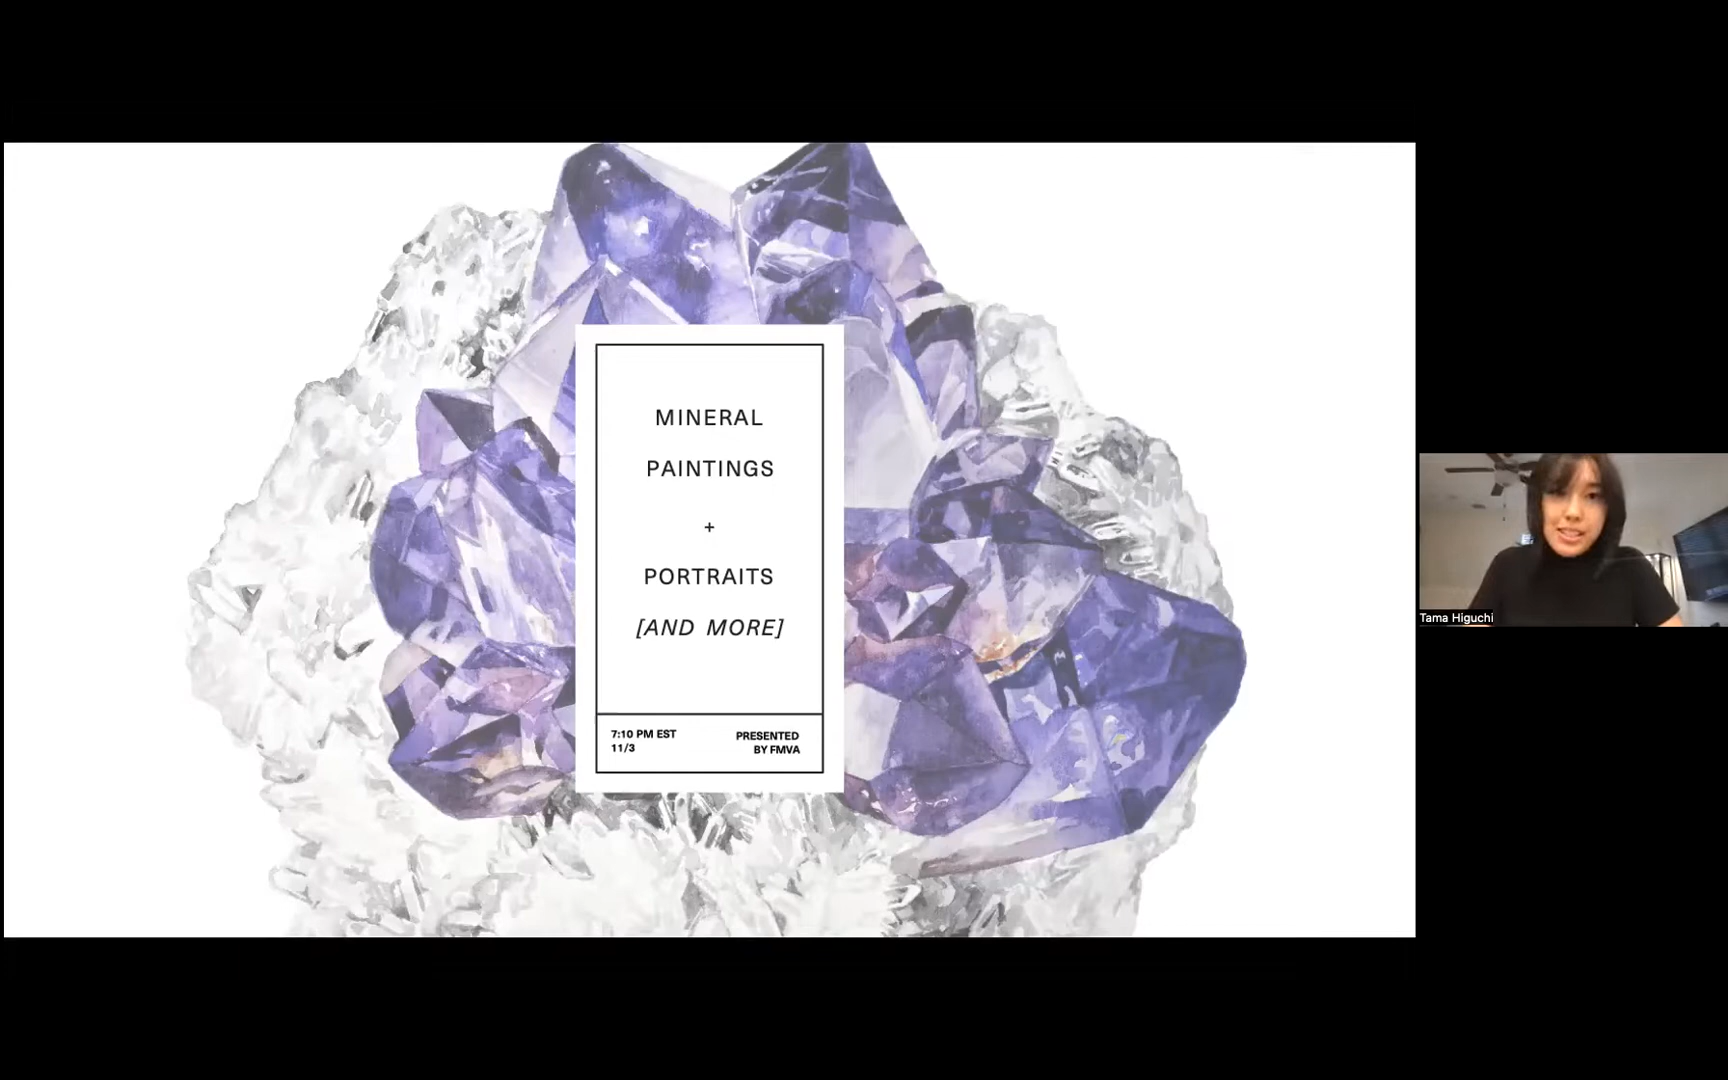 MINERAL
PAINTINGS
+
PORTRAITS
[AND MORE]
7:10 PM EST
11/3
PRESENTED
BY FMVA
Tama Higuchi